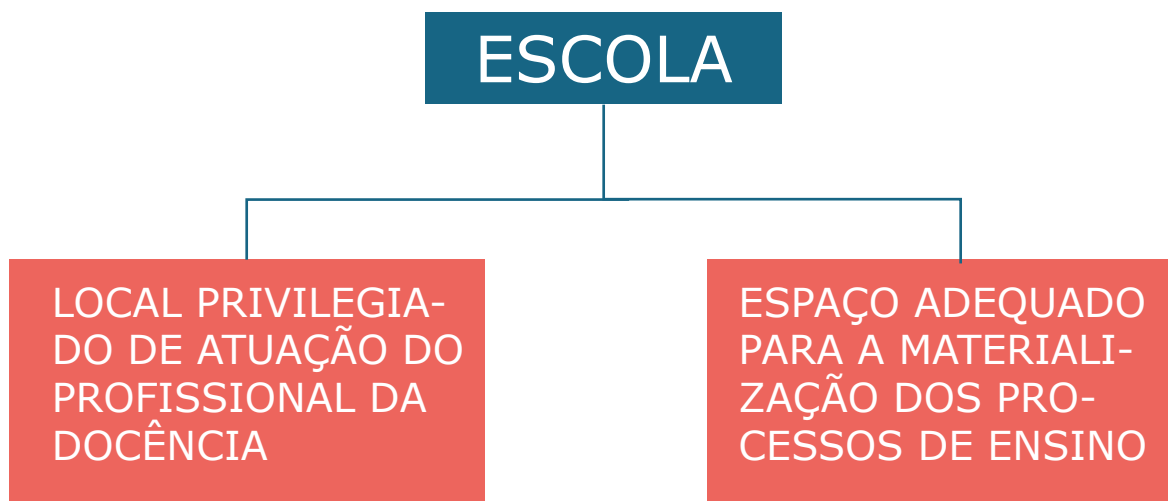 ESCOLA
LOCAL PRIVILEGIA-
DO DE ATUAÇÃO DO
PROFISSIONAL DA
DOCÊNCIA
ESPAÇO ADEQUADO
PARA A MATERIALI-
ZAÇÃO DOS PRO-
CESSOS DE ENSINO